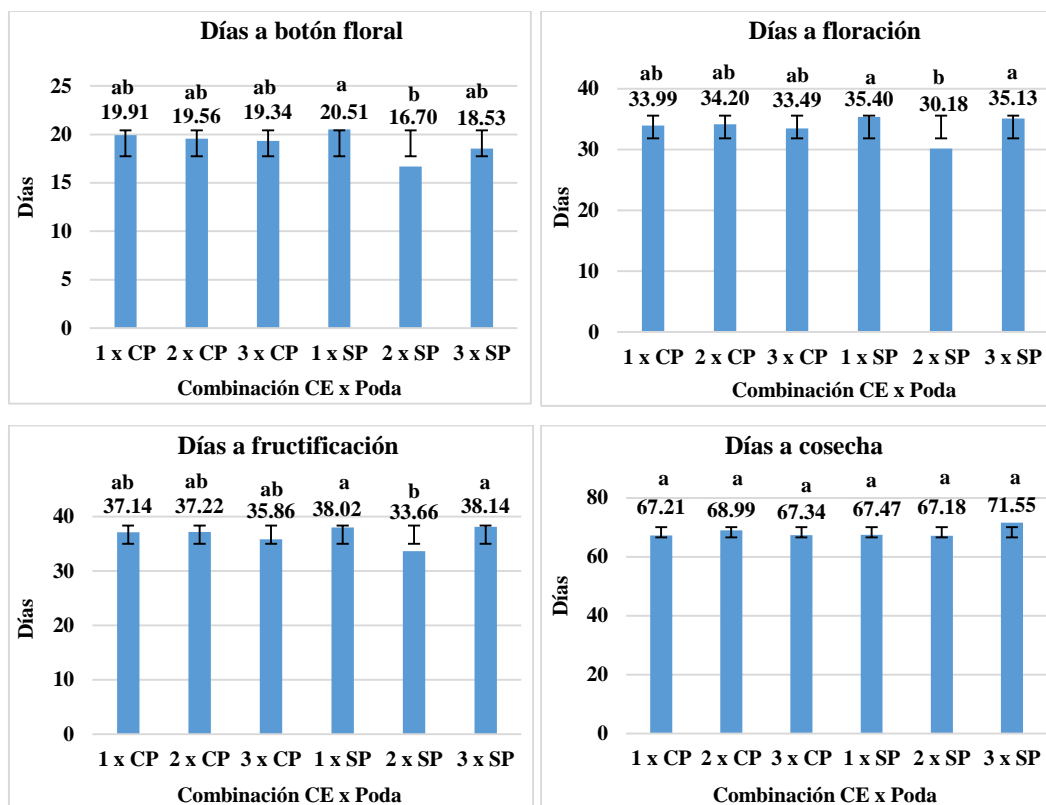 Días a botón floral
ab ab ab a b ab
19.91 19.56 19.34 20.51 16.70 18.53
25
20
15
10
5
0
Días
1 x CP 2 x CP 3 x CP 1 x SP 2 x SP 3 x SP
Combinación CE x Poda
Días a floración
ab ab ab a b a
33.99 34.20 33.49 35.40 30.18 35.13
40
30
20
10
0
Días
1 x CP 2 x CP 3 x CP 1 x SP 2 x SP 3 x SP
Combinación CE x Poda
Días a fructificación
ab ab ab a b a
37.14 37.22 35.86 38.02 33.66 38.14
40
30
20
10
0
Días
1 x CP 2 x CP 3 x CP 1 x SP 2 x SP 3 x SP
Combinación CE x Poda
Días a cosecha
a a a a a a
67.21 68.99 67.34 67.47 67.18 71.55
80
60
40
20
0
Días
1 x CP 2 x CP 3 x CP 1 x SP 2 x SP 3 x SP
Combinación CE x Poda